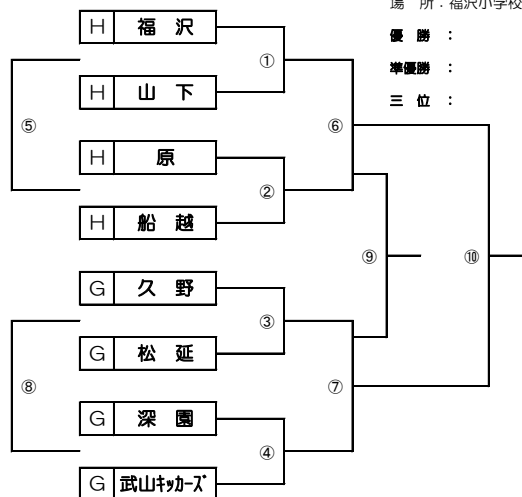 場 所：福沢小学校
優 勝 ：
準優勝 ：
三 位 ：
H 福 沢
①
H 山 下
⑤ ⑥
H 原
②
H 船 越
⑨ ⑩
G 久 野
③
G 松 延
⑧ ⑦
G 深 園
④
G 武山ｷｯｶｰｽﾞ